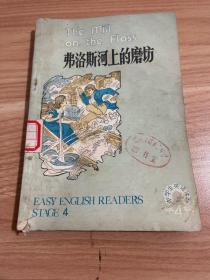 The Mill
on the Floss
弗洛斯河上的磨坊
EASY ENGLISH READERS
STAGE 4